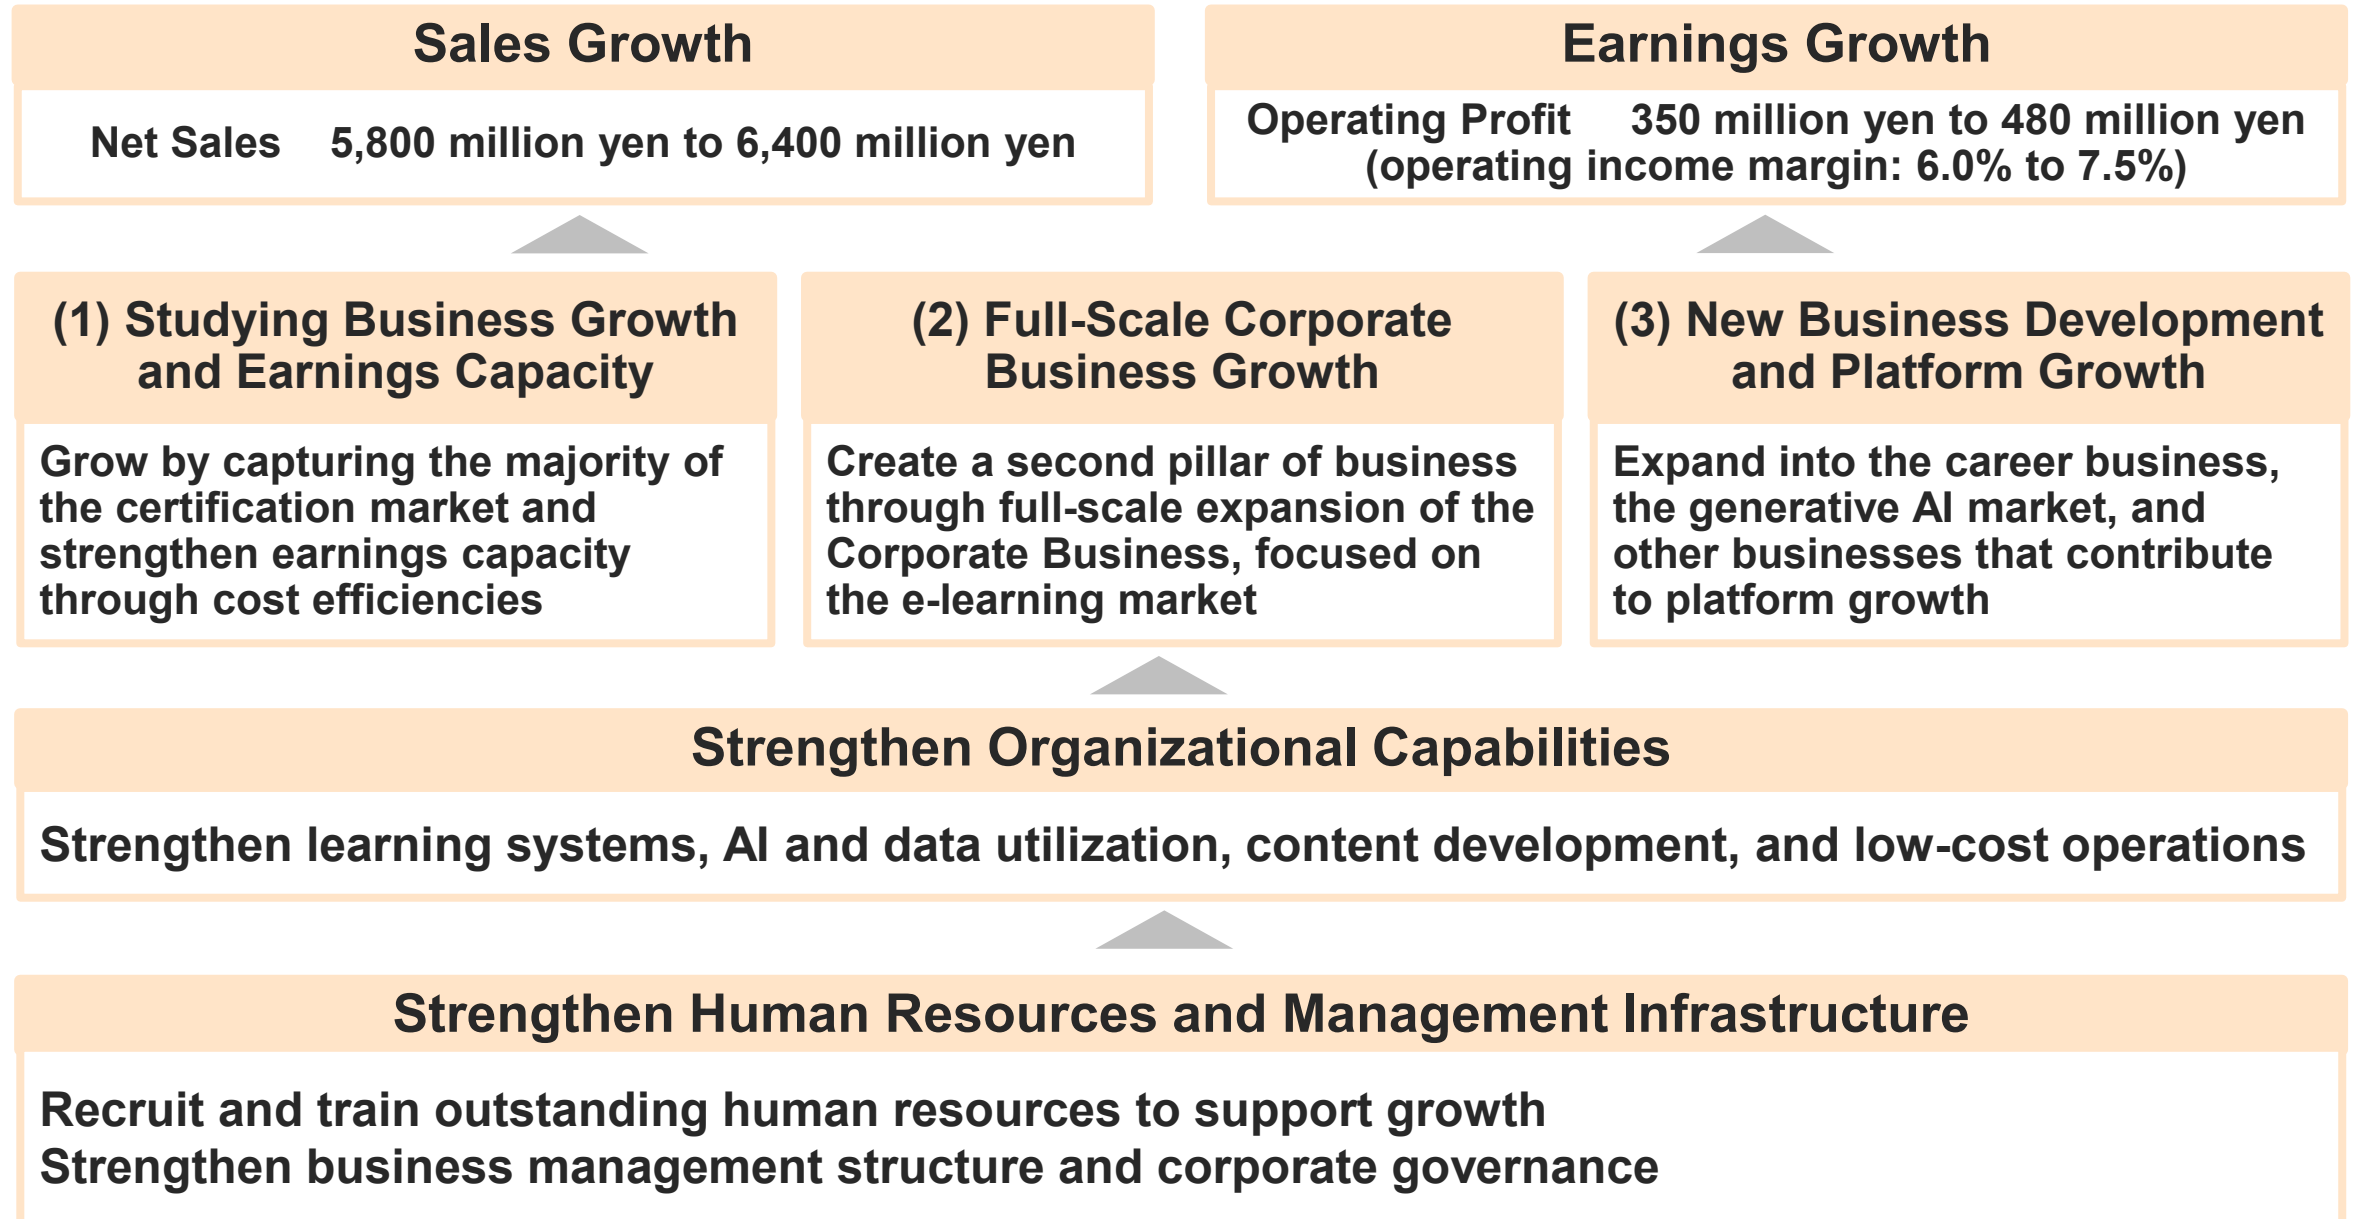 Sales Growth
Net Sales 5,800 million yen to 6,400 million yen
Earnings Growth
Operating Profit 350 million yen to 480 million yen
(operating income margin: 6.0% to 7.5%)
(1) Studying Business Growth
and Earnings Capacity
Grow by capturing the majority of
the certification market and
strengthen earnings capacity
through cost efficiencies
(2) Full-Scale Corporate
Business Growth
Create a second pillar of business
through full-scale expansion of the
Corporate Business, focused on
the e-learning market
(3) New Business Development
and Platform Growth
Expand into the career business,
the generative AI market, and
other businesses that contribute
to platform growth
Strengthen Organizational Capabilities
Strengthen learning systems, AI and data utilization, content development, and low-cost operations
Strengthen Human Resources and Management Infrastructure
Recruit and train outstanding human resources to support growth
Strengthen business management structure and corporate governance